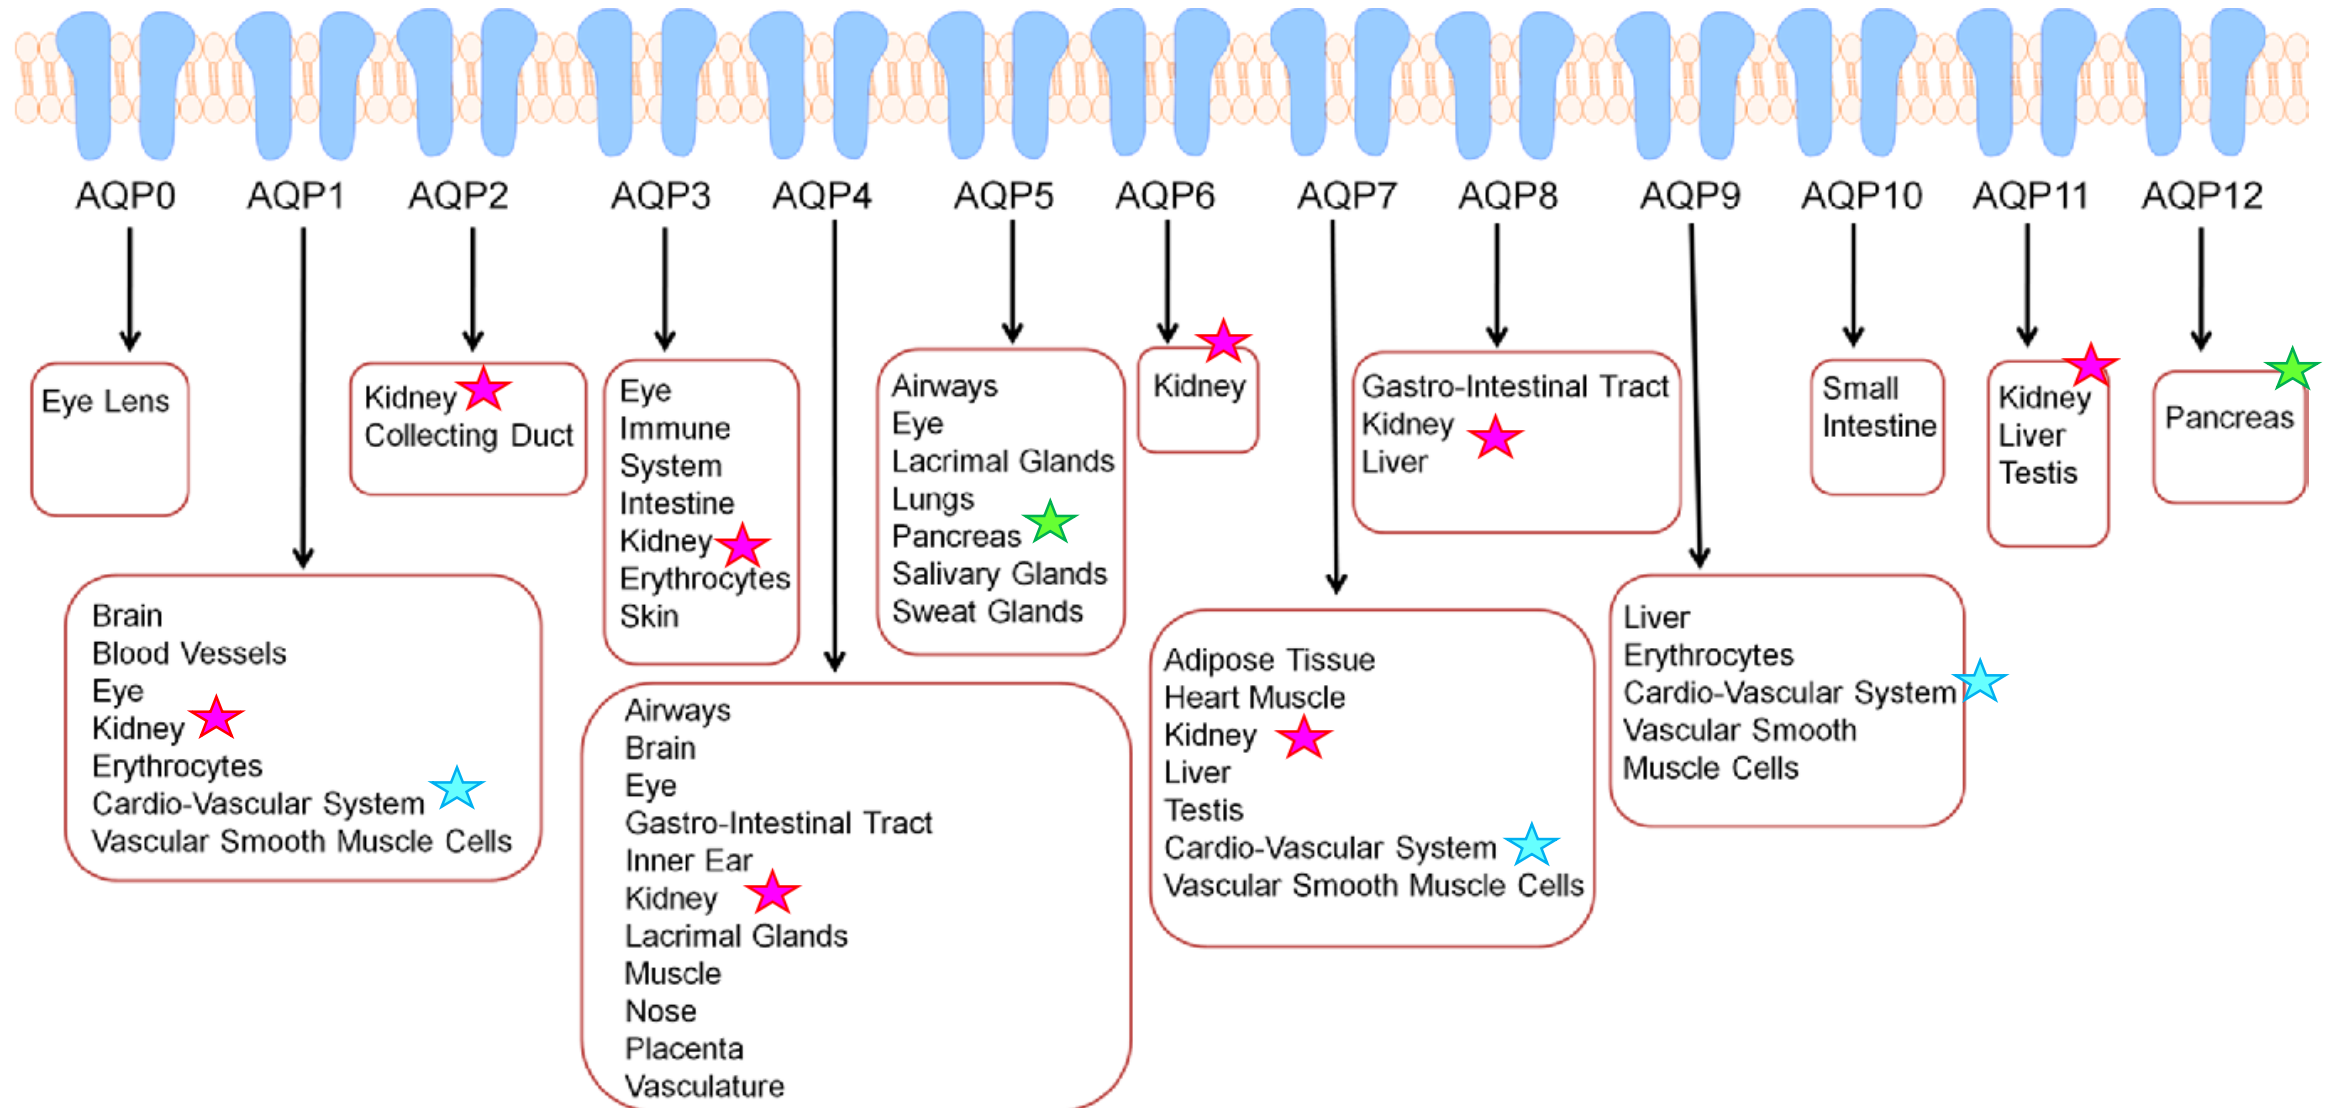 AQP0
AQP1
AQP2
AQP3
AQP4
AQP5
AQP6
AQP7
AQP8
AQP9
AQP10
AQP11
AQP12
Eye Lens
Brain
Blood Vessels
Eye
Kidney
Erythrocytes
Cardio-Vascular System
Vascular Smooth Muscle Cells
Kidney
Collecting Duct
Eye
Immune
System
Intestine
Kidney
Erythrocytes
Skin
Airways
Brain
Eye
Gastro-Intestinal Tract
Inner Ear
Kidney
Lacrimal Glands
Muscle
Nose
Placenta
Vasculature
Airways
Eye
Lacrimal Glands
Lungs
Pancreas
Salivary Glands
Sweat Glands
Kidney
Adipose Tissue
Heart Muscle
Kidney
Liver
Testis
Cardio-Vascular System
Vascular Smooth Muscle Cells
Gastro-Intestinal Tract
Kidney
Liver
Liver
Erythrocytes
Cardio-Vascular System
Vascular Smooth
Muscle Cells
Small
Intestine
Kidney
Liver
Testis
Pancreas